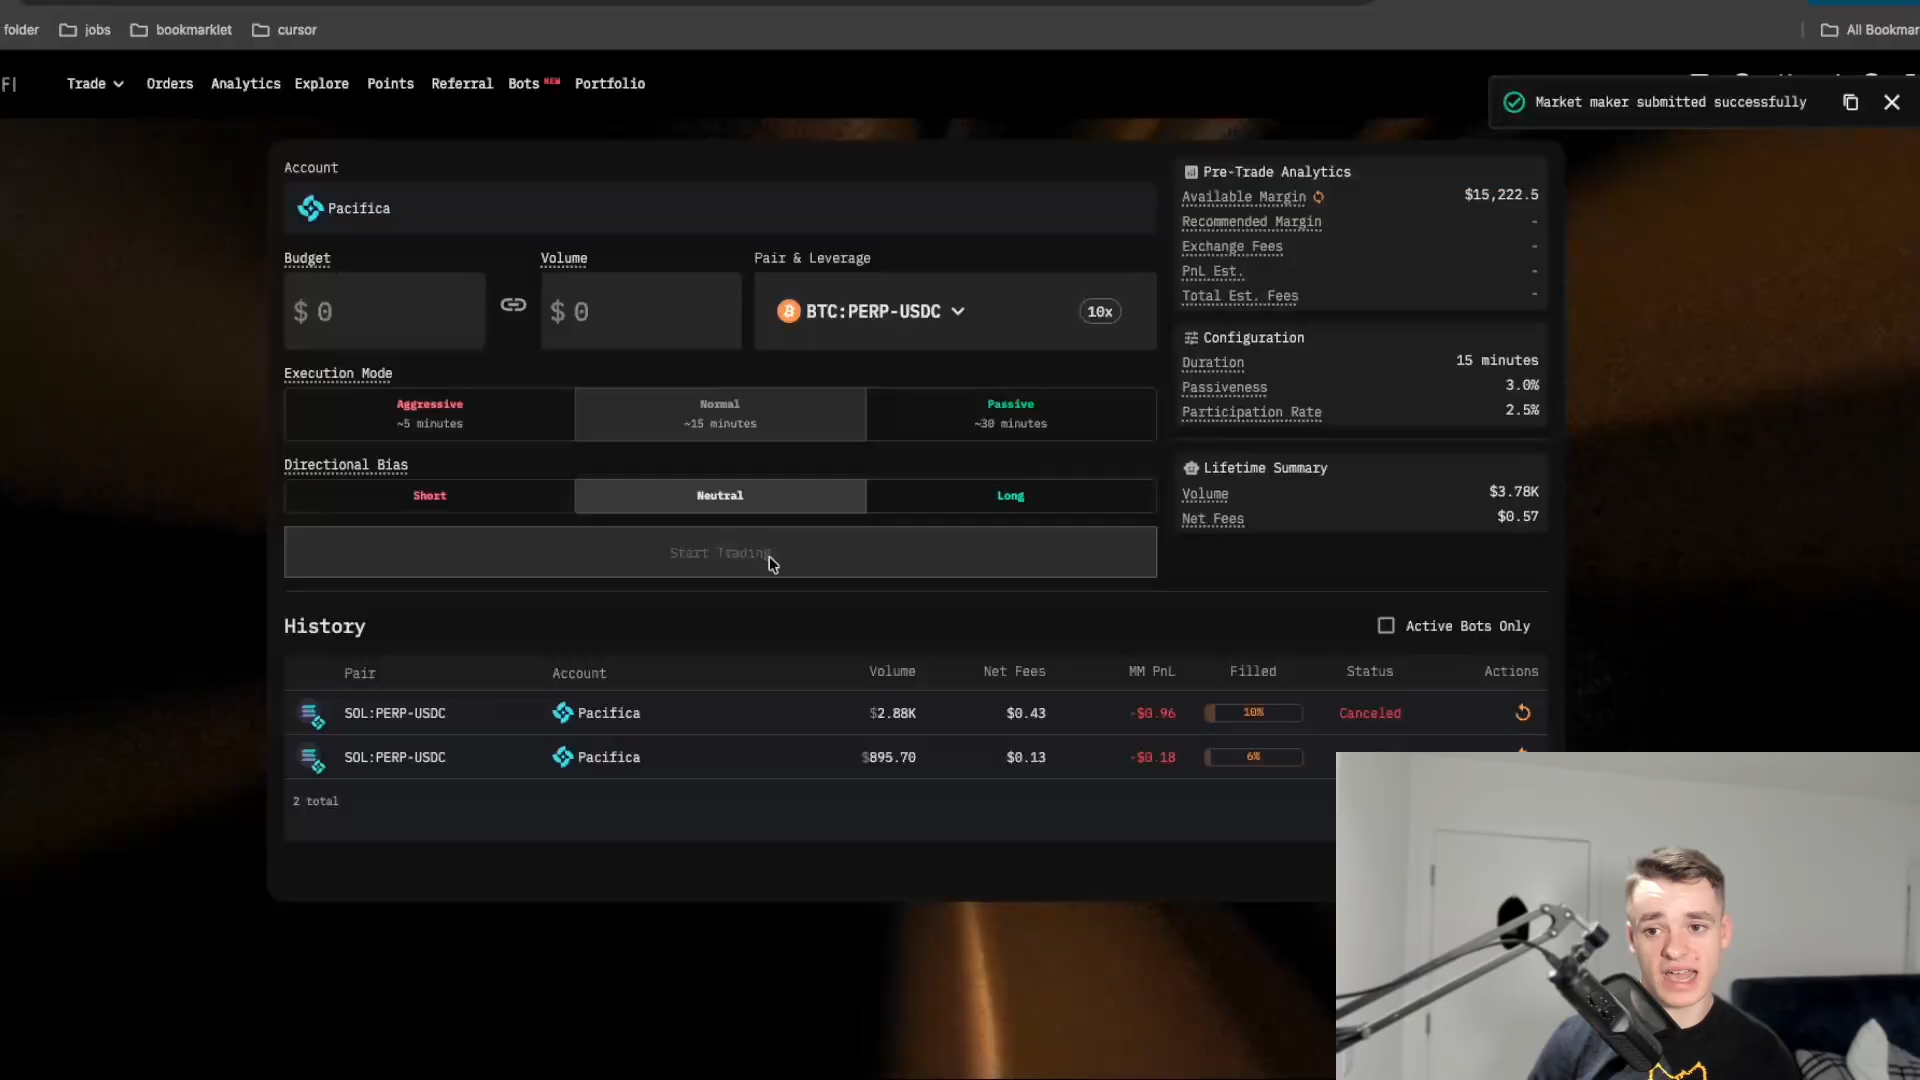 folder jobs bookmarklet cursor All Bookmar
FI Trade Orders Analytics Explore Points Referral Bots NEW Portfolio
Market maker submitted successfully
Account
Pacifica
Budget Volume Pair & Leverage
$ 0 $ 0 BTC:PERP-USDC 10x
Execution Mode
Aggressive Normal Passive
~5 minutes ~15 minutes ~30 minutes
Directional Bias
Short Neutral Long
Start Trading
Pre-Trade Analytics
Available Margin $15,222.5
Recommended Margin -
Exchange Fees -
PnL Est. -
Total Est. Fees -
Configuration
Duration 15 minutes
Passiveness 3.0%
Participation Rate 2.5%
Lifetime Summary
Volume $3.78K
Net Fees $0.57
History Active Bots Only
Pair Account Volume Net Fees MM PnL Filled Status Actions
SOL:PERP-USDC Pacifica $2.88K $0.43 -$0.96 10% Canceled
SOL:PERP-USDC Pacifica $895.70 $0.13 -$0.18 6%
2 total